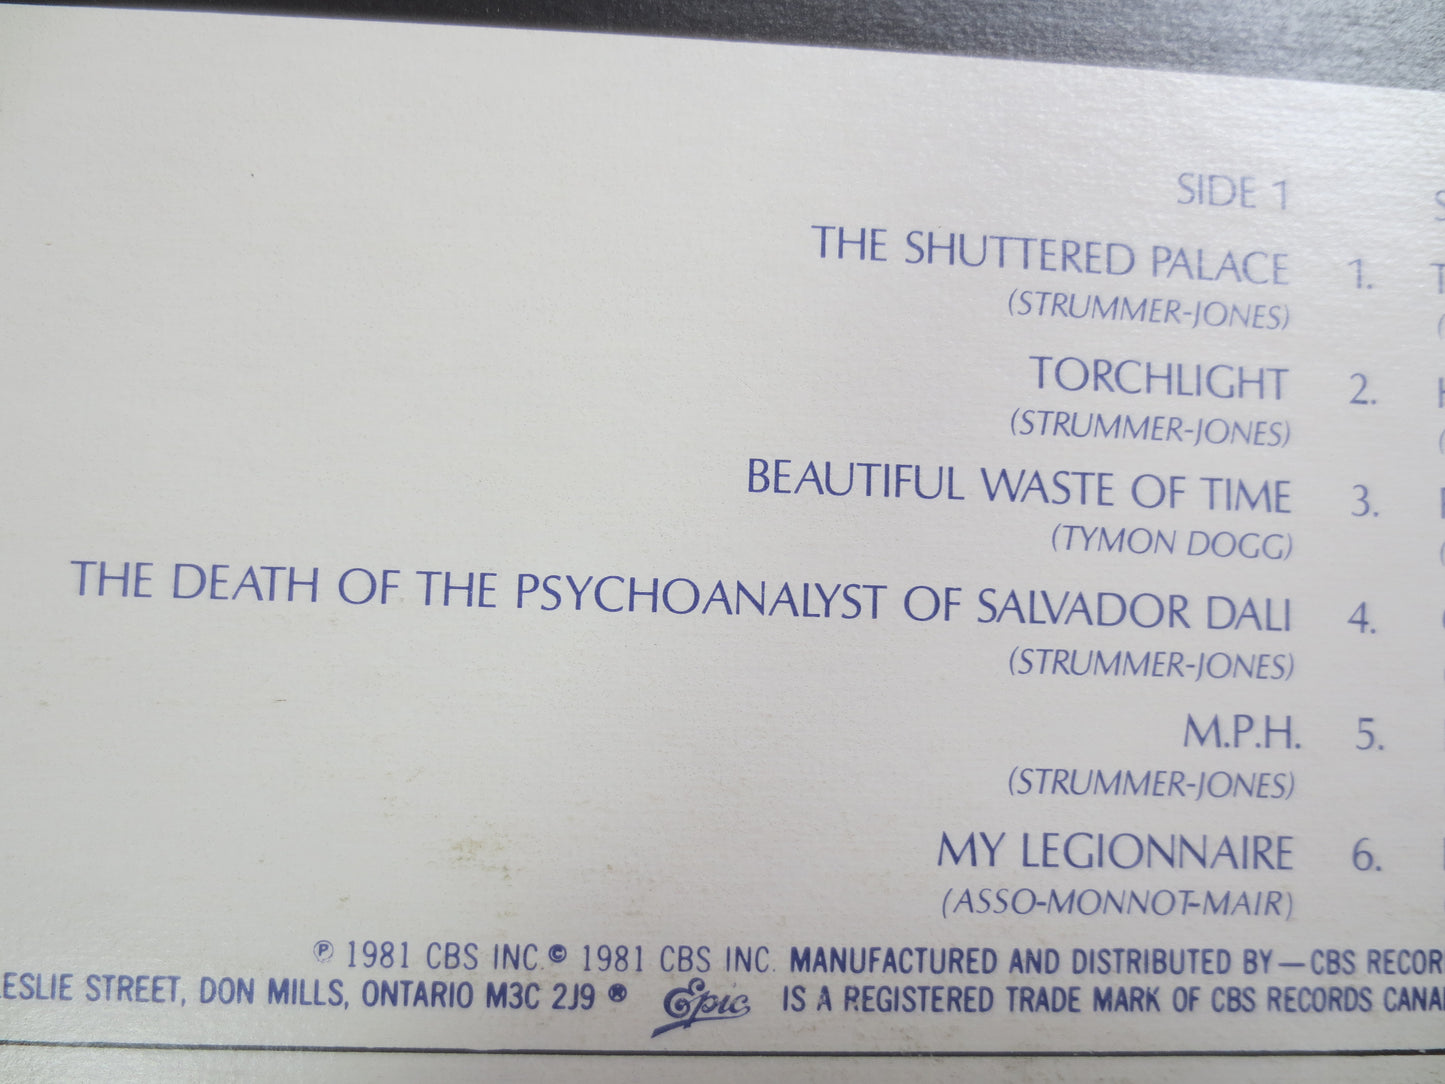 SIDE 1
THE SHUTTERED PALACE 1.
(STRUMMER-JONES)
TORCHLIGHT 2.
(STRUMMER-JONES)
BEAUTIFUL WASTE OF TIME 3.
(TYMON DOGG)
THE DEATH OF THE PSYCHOANALYST OF SALVADOR DALI 4.
(STRUMMER-JONES)
M.P.H. 5.
(STRUMMER-JONES)
MY LEGIONNAIRE 6.
(ASSO-MONNOT-MAIR)
℗ 1981 CBS INC. © 1981 CBS INC. MANUFACTURED AND DISTRIBUTED BY—CBS RECOR
ESLIE STREET, DON MILLS, ONTARIO M3C 2J9 ® Epic IS A REGISTERED TRADE MARK OF CBS RECORDS CANA